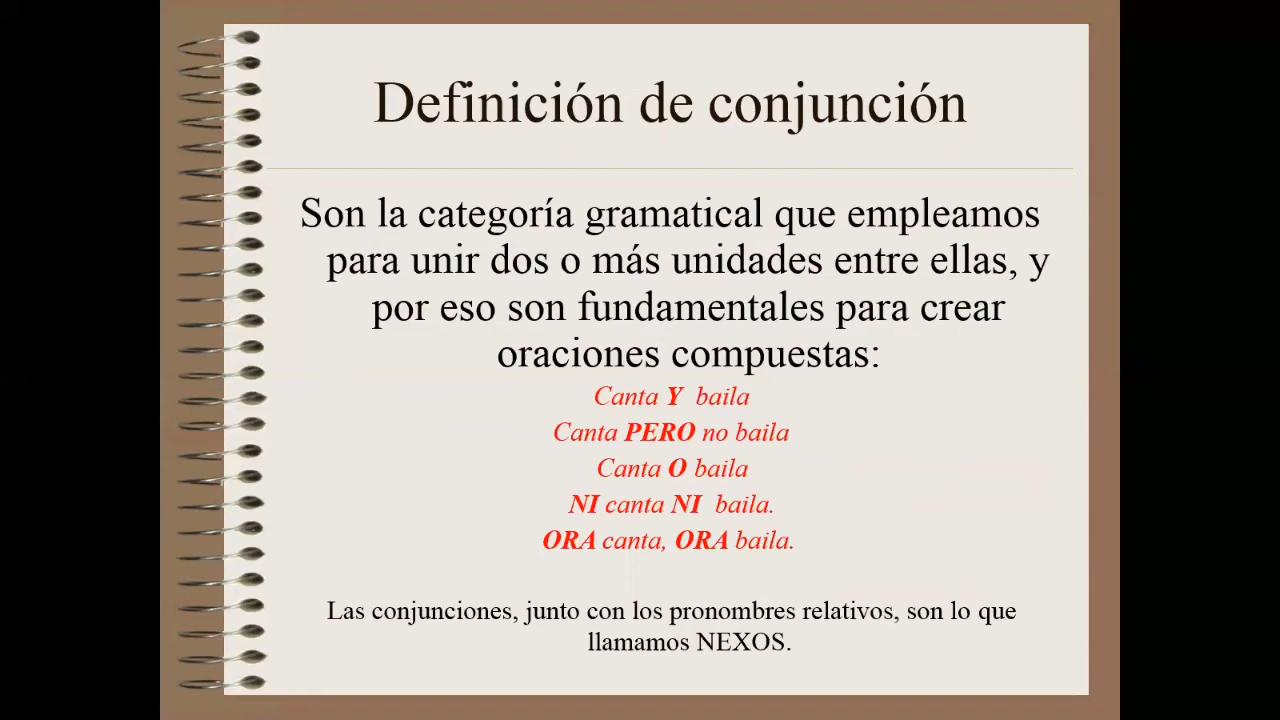 Definición de conjunción
Son la categoría gramatical que empleamos
para unir dos o más unidades entre ellas, y
por eso son fundamentales para crear
oraciones compuestas:
Canta Y baila
Canta PERO no baila
Canta O baila
NI canta NI baila.
ORA canta, ORA baila.
Las conjunciones, junto con los pronombres relativos, son lo que
llamamos NEXOS.